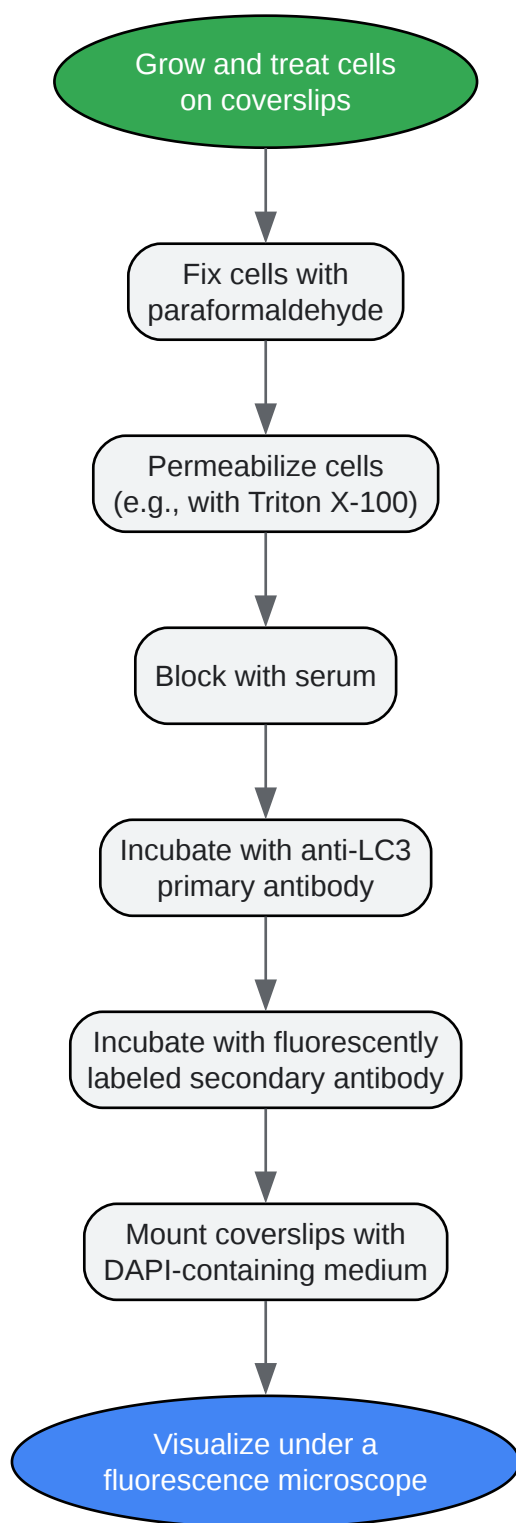 Grow and treat cells
on coverslips
Fix cells with
paraformaldehyde
Permeabilize cells
(e.g., with Triton X-100)
Block with serum
Incubate with anti-LC3
primary antibody
Incubate with fluorescently
labeled secondary antibody
Mount coverslips with
DAPI-containing medium
Visualize under a
fluorescence microscope